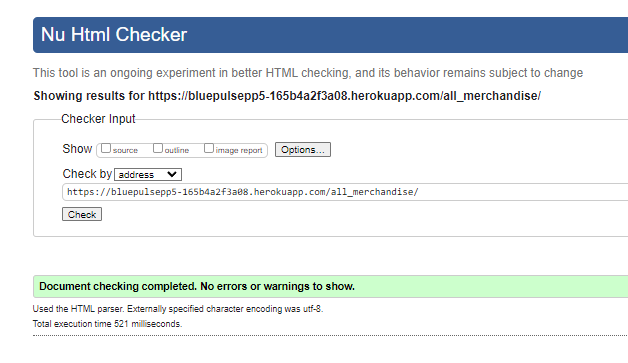 Nu Html Checker
This tool is an ongoing experiment in better HTML checking, and its behavior remains subject to change
Showing results for https://bluepulsepp5-165b4a2f3a08.herokuapp.com/all_merchandise/
Checker Input
Show source outline image report Options...
Check by address
https://bluepulsepp5-165b4a2f3a08.herokuapp.com/all_merchandise/
Check
Document checking completed. No errors or warnings to show.
Used the HTML parser. Externally specified character encoding was utf-8.
Total execution time 521 milliseconds.